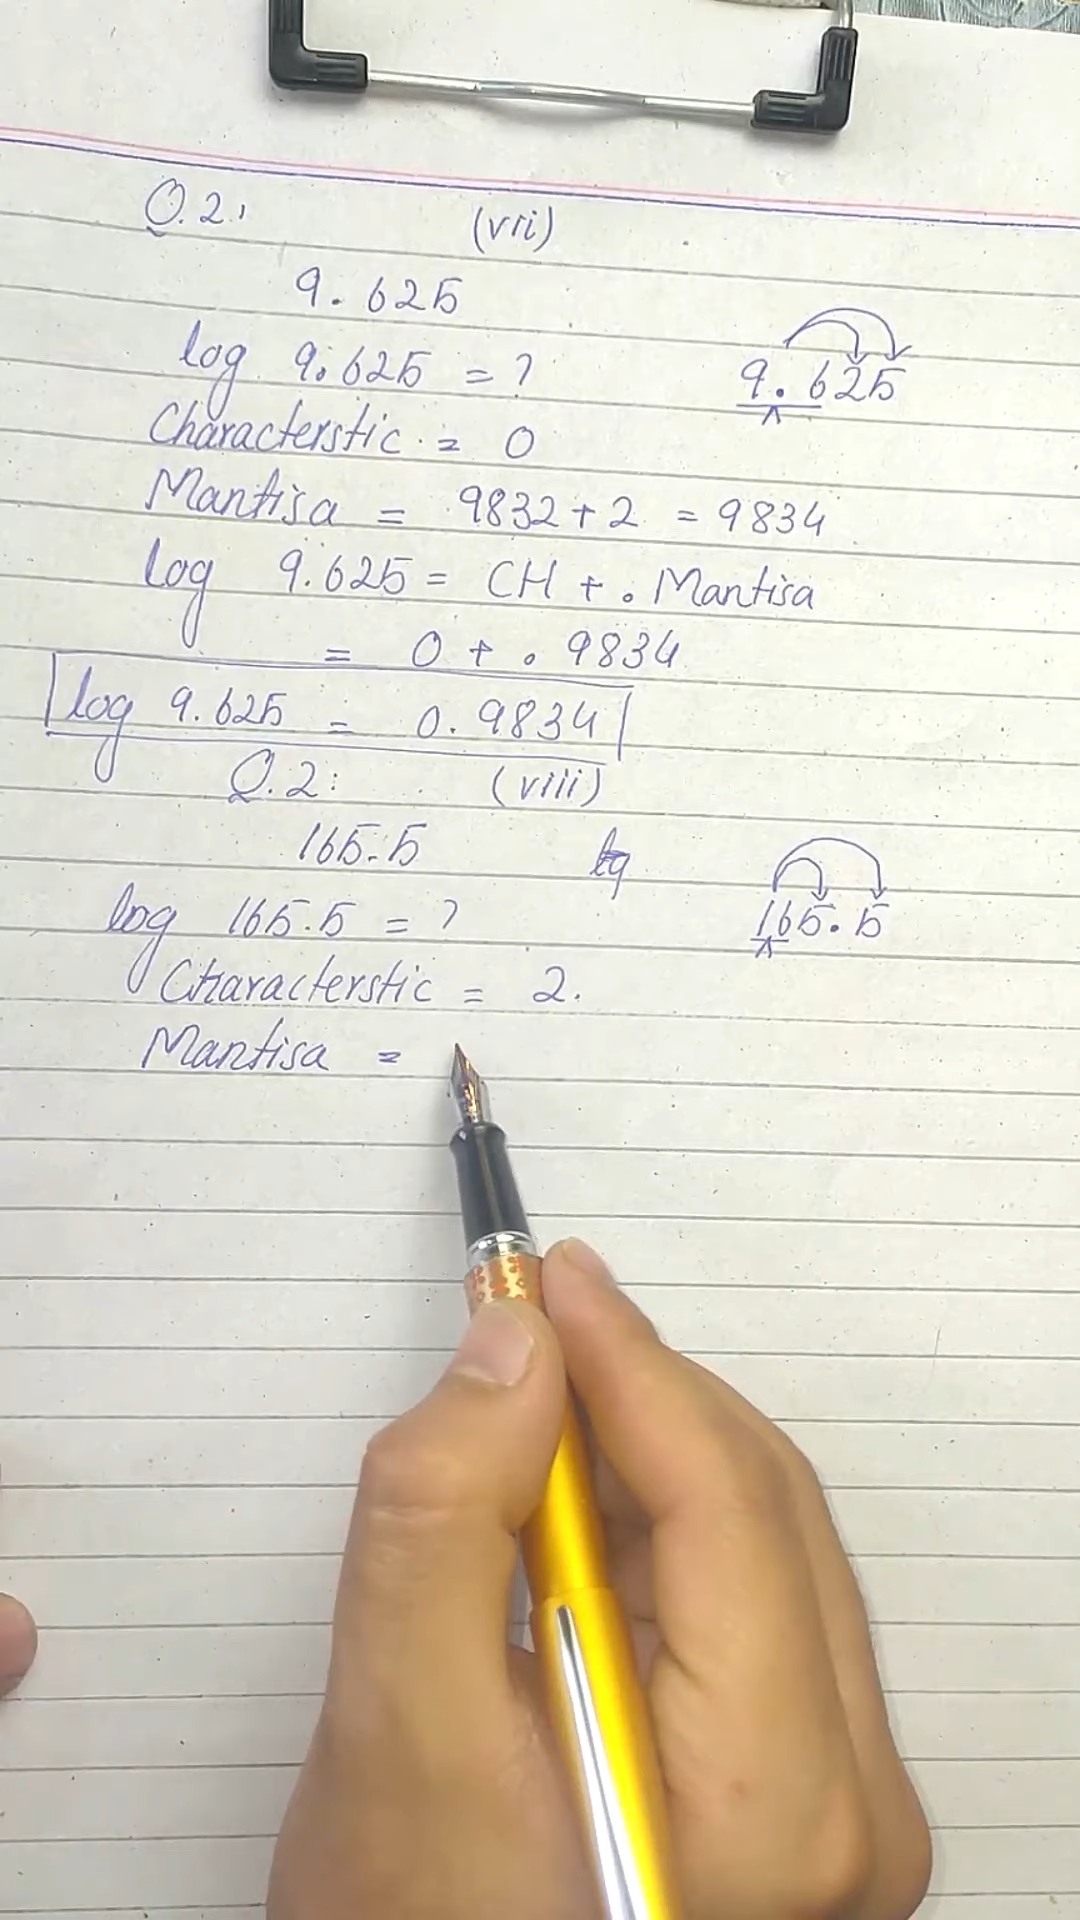 Q.2: (vii)
9.625
log 9.625 = ?
9.625
Characterstic = 0
Mantisa = 9832+2 = 9834
log 9.625 = CH + . Mantisa
= 0 + . 9834
log 9.625 = 0.9834
Q.2: (viii)
165.5
log 165.5 = ?
165.5
Characterstic = 2.
Mantisa =